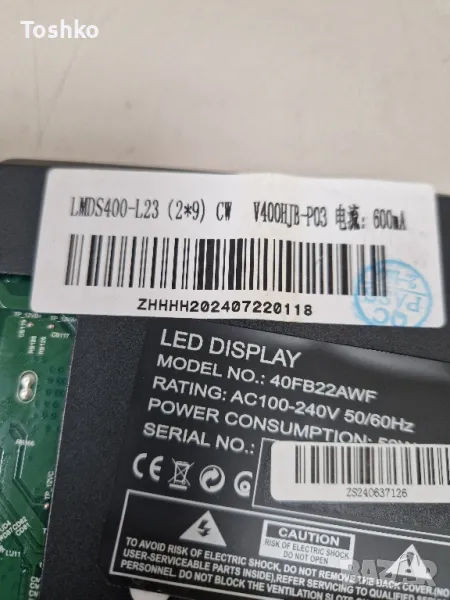 Toshko
LMDS400-L23 (2*9) CW V400HJB-P03 电流: 600mA
ZHHHH202407220118
LED DISPLAY
MODEL NO.: 40FB22AWF
RATING: AC100-240V 50/60Hz
POWER CONSUMPTION:
SERIAL NO.:
ZS240637126
CAUTION
RISK OF ELECTRIC SHOCK
DO NOT OPEN
TO AVOID RISK OF ELECTRIC SHOCK, DO NOT REMOVE COVER
USER-SERVICEABLE PARTS INSIDE. REFER SERVICING TO QUALIFIED
PERSONNEL. DO NOT BLOCK THE VENTILATION SLOTS